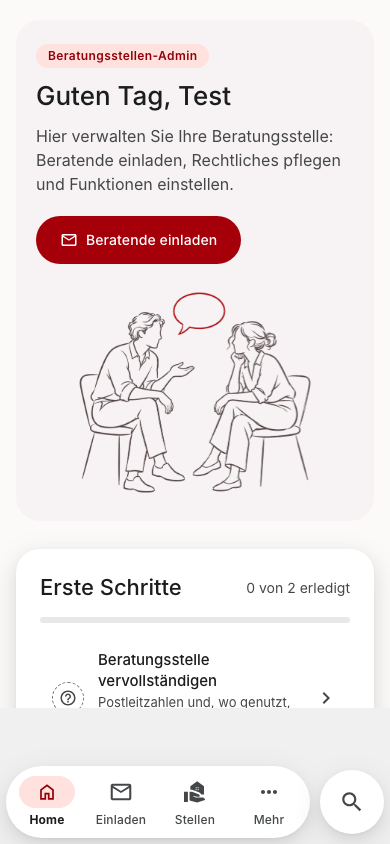 Beratungsstellen-Admin
Guten Tag, Test
Hier verwalten Sie Ihre Beratungsstelle:
Beratende einladen, Rechtliches pflegen
und Funktionen einstellen.
Beratende einladen
Erste Schritte
0 von 2 erledigt
Beratungsstelle
vervollständigen
Postleitzahlen und, wo genutzt,
Home
Einladen
Stellen
Mehr